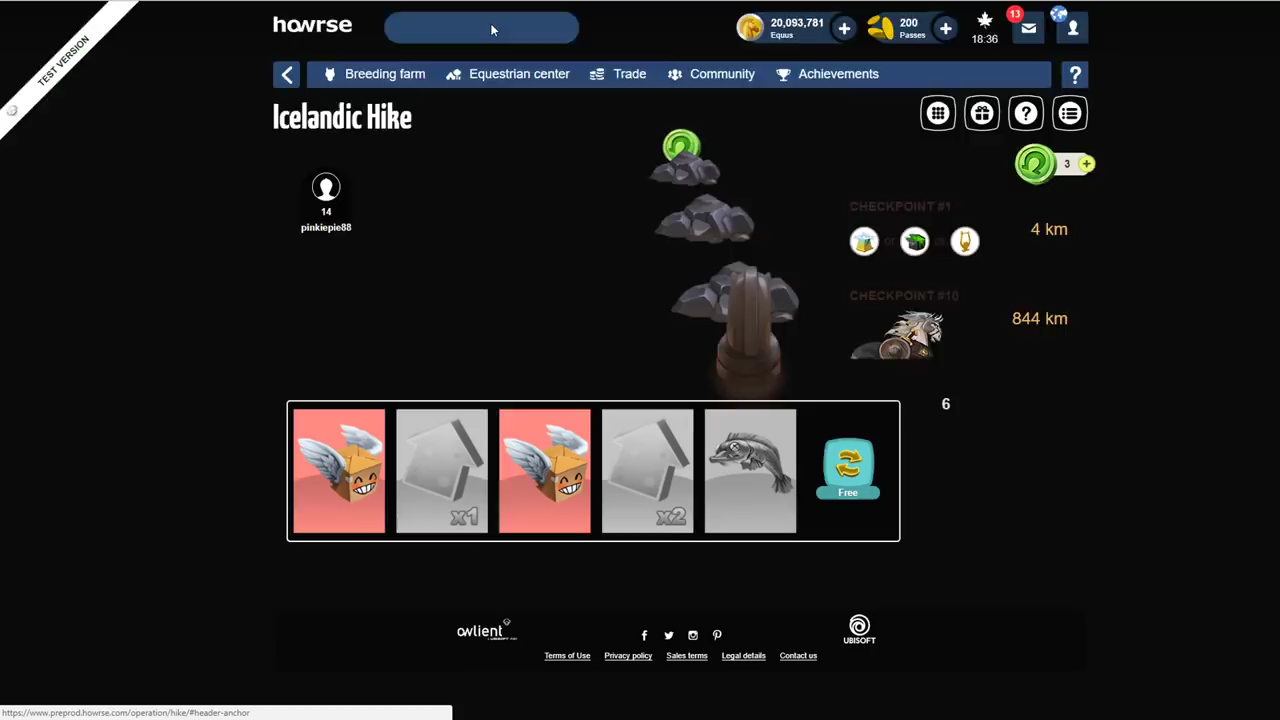 TEST VERSION
howrse
20,093,781
Equus
200
Passes
18:36
13
Breeding farm
Equestrian center
Trade
Community
Achievements
?
Icelandic Hike
?
3
14
pinkiepie88
CHECKPOINT #1
or
4 km
CHECKPOINT #10
844 km
6
x1
x2
Free
owlient
UBISOFT
Terms of Use
Privacy policy
Sales terms
Legal details
Contact us
https://www.preprod.howrse.com/operation/hike/#header-anchor